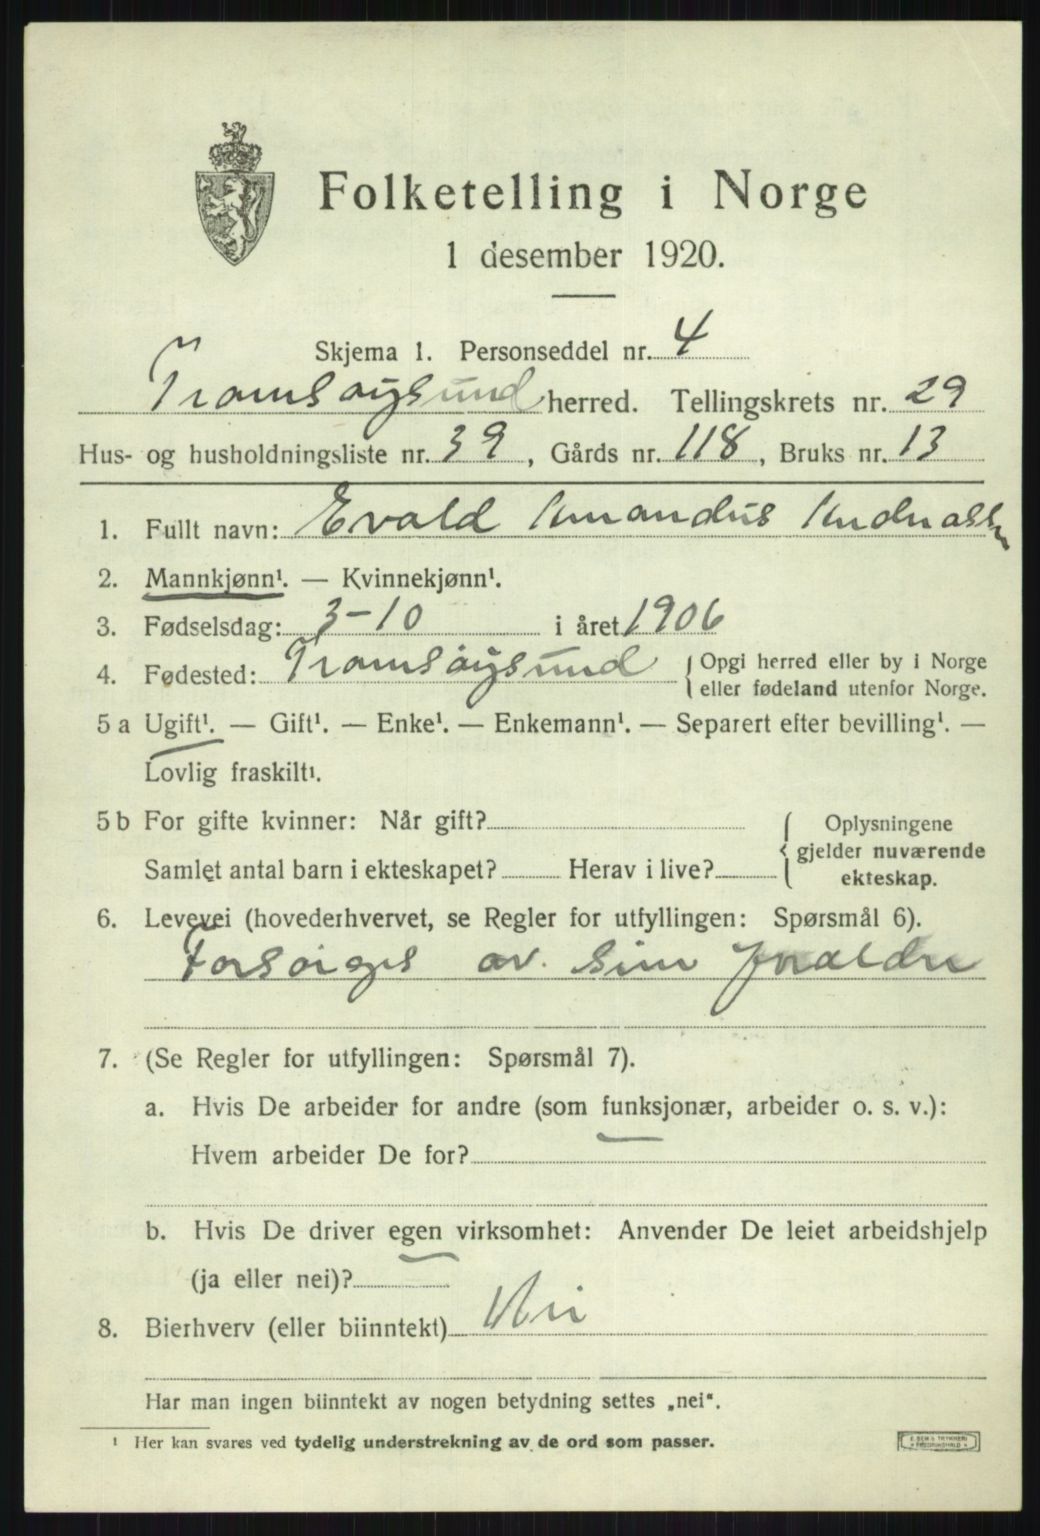 Folketelling i Norge
1 desember 1920.
Skjema 1. Personseddel nr. 4
Tromsøysund herred. Tellingskrets nr. 29
Hus- og husholdningsliste nr. 39, Gårds nr. 118, Bruks nr. 13
1. Fullt navn: Evald Amandus Andreassen
2. Mannkjønn¹. — Kvinnekjønn¹.
3. Fødselsdag: 3-10 i året 1906
4. Fødested: Tromsøysund { Opgi herred eller by i Norge
eller fødeland utenfor Norge.
5 a Ugift¹. — Gift¹. — Enke¹. — Enkemann¹. — Separert efter bevilling¹. —
Lovlig fraskilt¹.
5 b For gifte kvinner: Når gift? { Oplysningene
gjelder nuværende
Samlet antal barn i ekteskapet? Herav i live? ekteskap.
6. Levevei (hovederhvervet, se Regler for utfyllingen: Spørsmål 6).
Forsørges av sine foreldre
7. (Se Regler for utfyllingen: Spørsmål 7).
a. Hvis De arbeider for andre (som funksjonær, arbeider o. s. v.):
Hvem arbeider De for?
b. Hvis De driver egen virksomhet: Anvender De leiet arbeidshjelp
(ja eller nei)?
8. Bierhverv (eller biinntekt) Nei
Har man ingen biinntekt av nogen betydning settes „nei“.
¹ Her kan svares ved tydelig understrekning av de ord som passer.
E. SEM'S TRYKKERI
FREDRIKSHALD